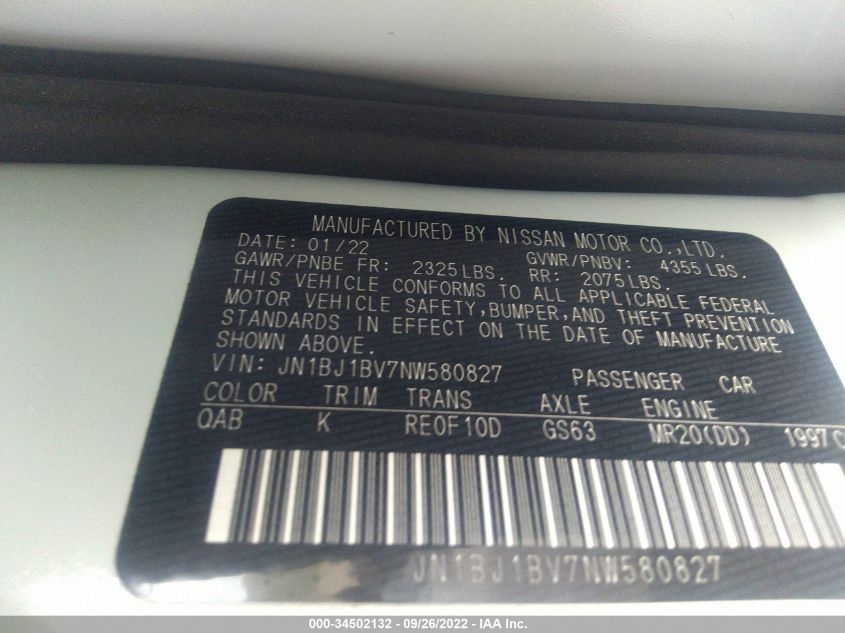 MANUFACTURED BY NISSAN MOTOR CO.,LTD.
DATE: 01/22 GVWR/PNBV: 4355 LBS.
GAWR/PNBE FR: 2325 LBS. RR: 2075 LBS.
THIS VEHICLE CONFORMS TO ALL APPLICABLE FEDERAL
MOTOR VEHICLE SAFETY,BUMPER,AND THEFT PREVENTION
STANDARDS IN EFFECT ON THE DATE OF MANUFACTURE
SHOWN ABOVE.
VIN: JN1BJ1BV7NW580827 PASSENGER CAR
COLOR TRIM TRANS AXLE ENGINE
QAB K RE0F10D GS63 MR20(DD) 1997 C
JN1BJ1BV7NW580827
000-34502132 - 09/26/2022 - IAA Inc.